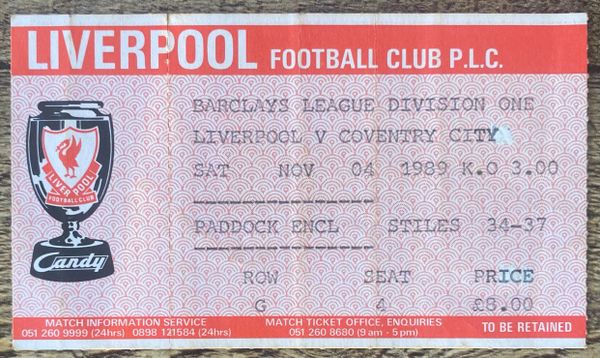 LIVERPOOL FOOTBALL CLUB P.L.C.
BARCLAYS LEAGUE DIVISION ONE
LIVERPOOL V COVENTRY CITY
SAT NOV 04 1989 K.O 3.00
PADDOCK ENCL STILES 34-37
ROW SEAT PRICE
G 4 £8.00
LIVERPOOL
FOOTBALL CLUB
Candy
MATCH INFORMATION SERVICE
051 260 9999 (24hrs) 0898 121584 (24hrs)
MATCH TICKET OFFICE, ENQUIRIES
051 260 8680 (9am - 5pm)
TO BE RETAINED